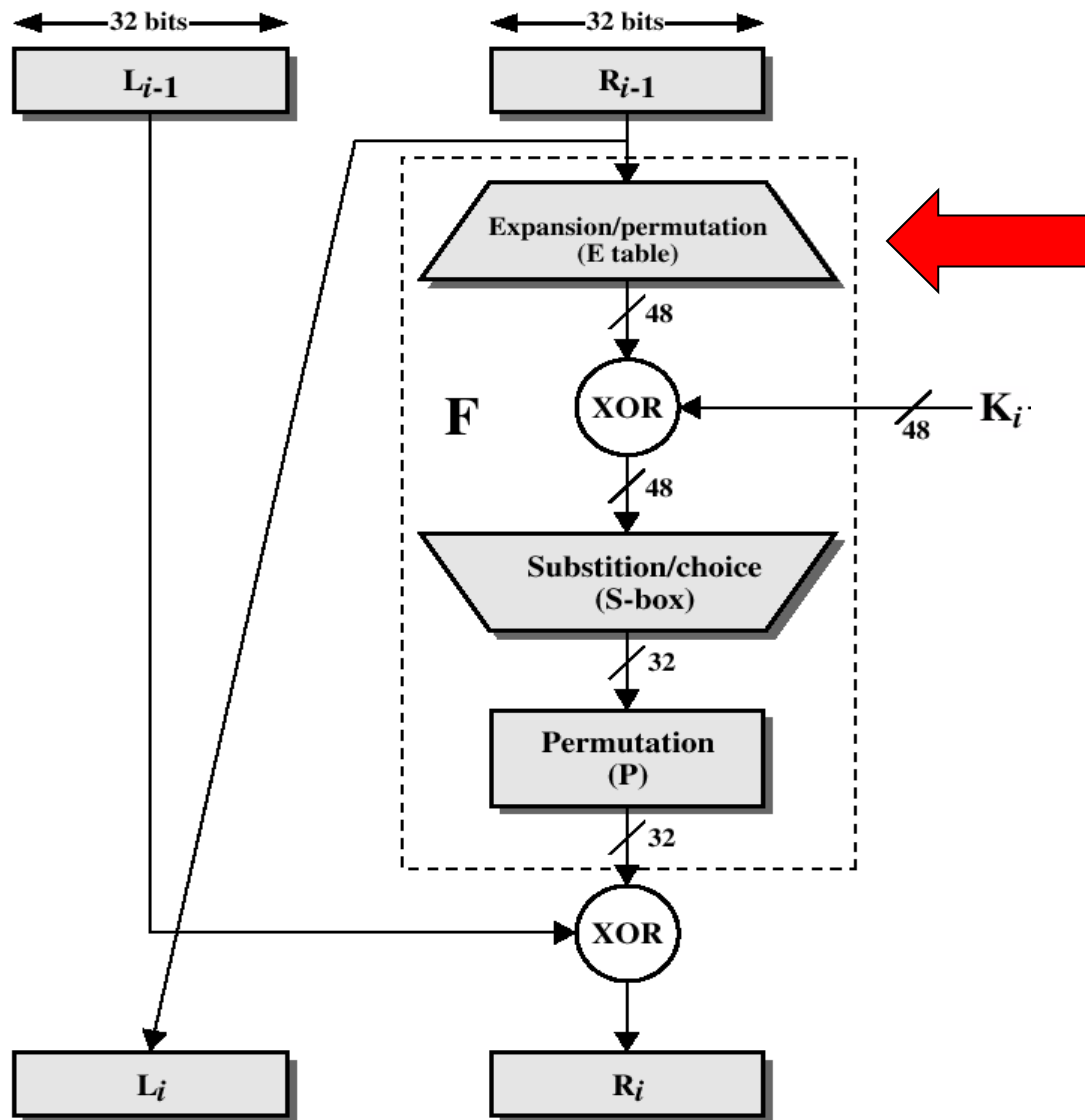 32 bits
32 bits
Li-1
Ri-1
Expansion/permutation
(E table)
48
XOR
F
Ki
48
48
Substition/choice
(S-box)
32
Permutation
(P)
32
XOR
Li
Ri